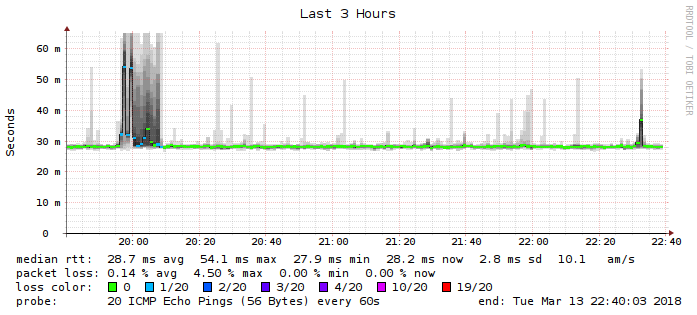 Last 3 Hours
RRDTOOL / TOBI OETIKER
Seconds
60 m
50 m
40 m
30 m
20 m
10 m
0
20:00 20:20 20:40 21:00 21:20 21:40 22:00 22:20 22:40
median rtt: 28.7 ms avg 54.1 ms max 27.9 ms min 28.2 ms now 2.8 ms sd 10.1 am/s
packet loss: 0.14 % avg 4.50 % max 0.00 % min 0.00 % now
loss color: 0 1/20 2/20 3/20 4/20 10/20 19/20
probe: 20 ICMP Echo Pings (56 Bytes) every 60s end: Tue Mar 13 22:40:03 2018